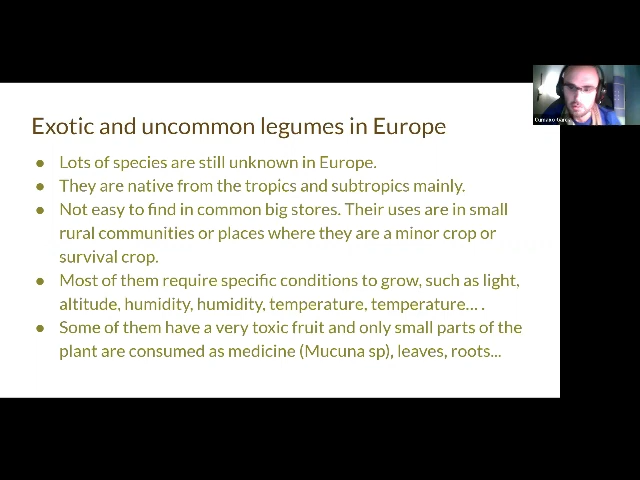 Exotic and uncommon legumes in Europe
● Lots of species are still unknown in Europe.
● They are native from the tropics and subtropics mainly.
● Not easy to find in common big stores. Their uses are in small
rural communities or places where they are a minor crop or
survival crop.
● Most of them require specific conditions to grow, such as light,
altitude, humidity, humidity, temperature, temperature... .
● Some of them have a very toxic fruit and only small parts of the
plant are consumed as medicine (Mucuna sp), leaves, roots...